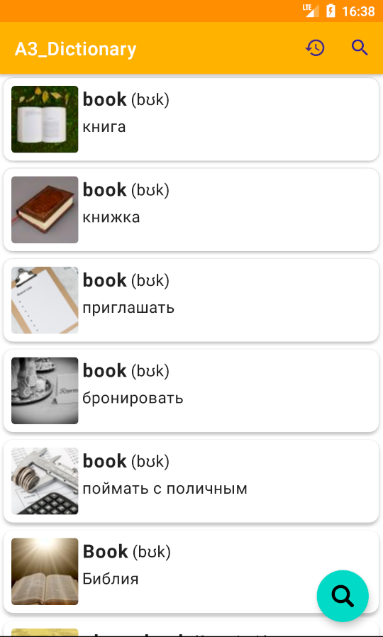 LTE 16:38
A3_Dictionary
book (bʊk)
книга
book (bʊk)
книжка
book (bʊk)
приглашать
book (bʊk)
бронировать
book (bʊk)
поймать с поличным
Book (bʊk)
Библия